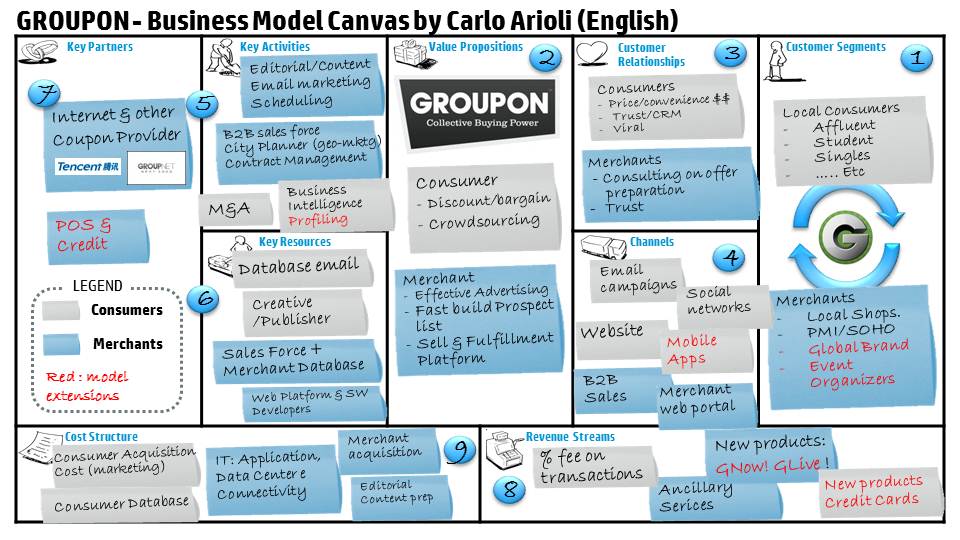 GROUPON - Business Model Canvas by Carlo Arioli (English)
Key Partners
7
Internet & other
Coupon Provider
Tencent 腾讯
GROUPNET
POS &
Credit
LEGEND
Consumers
Merchants
Red : model
extensions
Key Activities
5
Editorial/Content
Email marketing
Scheduling
B2B sales force
City Planner (geo-mktg)
Contract Management
M&A
Business
Intelligence
Profiling
Key Resources
6
Database email
Creative
/Publisher
Sales Force +
Merchant Database
Web Platform & SW
Developers
Value Propositions
2
GROUPON
Collective Buying Power
Consumer
- Discount/bargain
- Crowdsourcing
Merchant
- Effective Advertising
- Fast build Prospect
list
- Sell & Fulfillment
Platform
Customer
Relationships
3
Consumers
- Price/convenience $$
- Trust/CRM
- Viral
Merchants
- Consulting on offer
preparation
- Trust
Channels
4
Email
campaigns
Social
networks
Website
Mobile
Apps
B2B
Sales
Merchant
web portal
Customer Segments
1
Local Consumers
- Affluent
- Student
- Singles
- ..... Etc
G
Merchants
- Local Shops.
- PMI/SOHO
- Global Brand
- Event
- Organizers
Cost Structure
9
Consumer Acquisition
Cost (marketing)
Consumer Database
IT: Application,
Data Center e
Connectivity
Merchant
acquisition
Editorial
Content prep
Revenue Streams
8
% fee on
transactions
New products:
GNow! GLive !
Ancillary
Serices
New products
Credit Cards